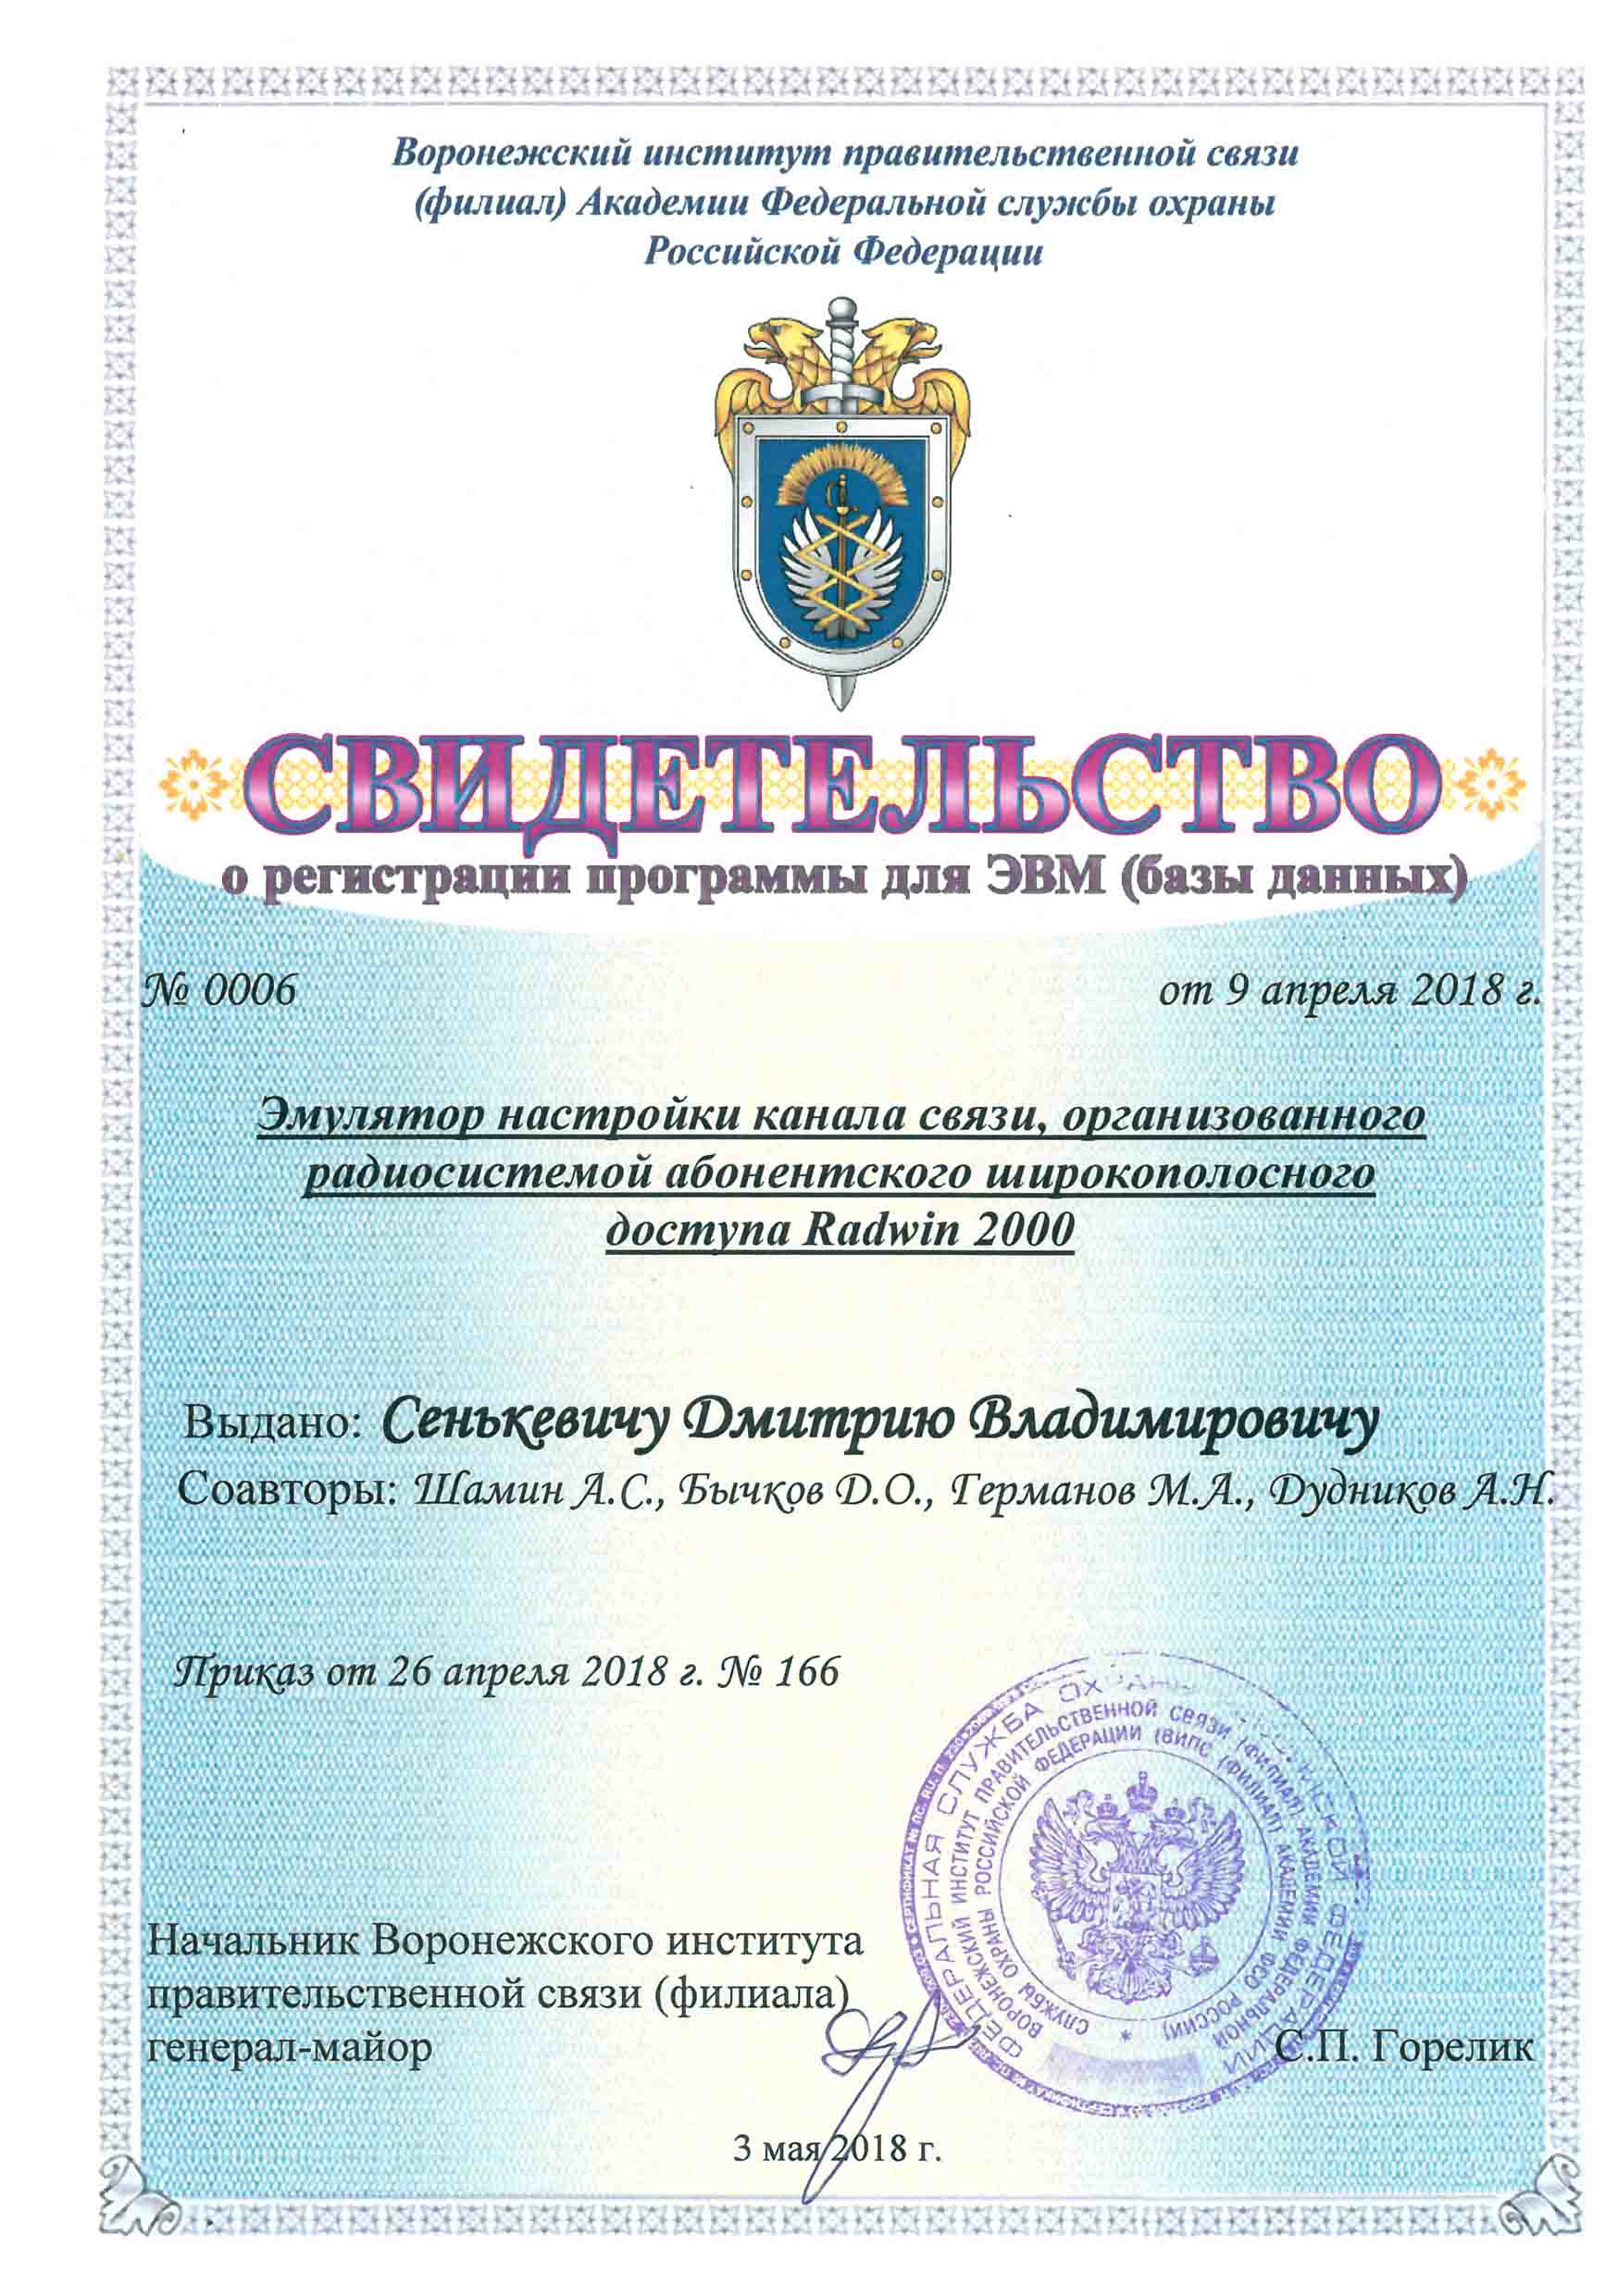 Воронежский институт правительственной связи
(филиал) Академии Федеральной службы охраны
Российской Федерации
СВИДЕТЕЛЬСТВО
о регистрации программы для ЭВМ (базы данных)
№ 0006
от 9 апреля 2018 г.
Эмулятор настройки канала связи, организованного
радиосистемой абонентского широкополосного
доступа Radwin 2000
Выдано: Сенькевичу Дмитрию Владимировичу
Соавторы: Шамин А.С., Бычков Д.О., Германов М.А., Дудников А.Н.
Приказ от 26 апреля 2018 г. № 166
ФЕДЕРАЛЬНАЯ СЛУЖБА ОХРАНЫ РОССИЙСКОЙ ФЕДЕРАЦИИ
ВОРОНЕЖСКИЙ ИНСТИТУТ ПРАВИТЕЛЬСТВЕННОЙ СВЯЗИ (ФИЛИАЛ) АКАДЕМИИ ФЕДЕРАЛЬНОЙ
СЛУЖБЫ ОХРАНЫ РОССИЙСКОЙ ФЕДЕРАЦИИ (ВИПС (ФИЛИАЛ) АКАДЕМИИ ФСО РОССИИ)
Начальник Воронежского института
правительственной связи (филиала)
генерал-майор
С.П. Горелик
3 мая 2018 г.